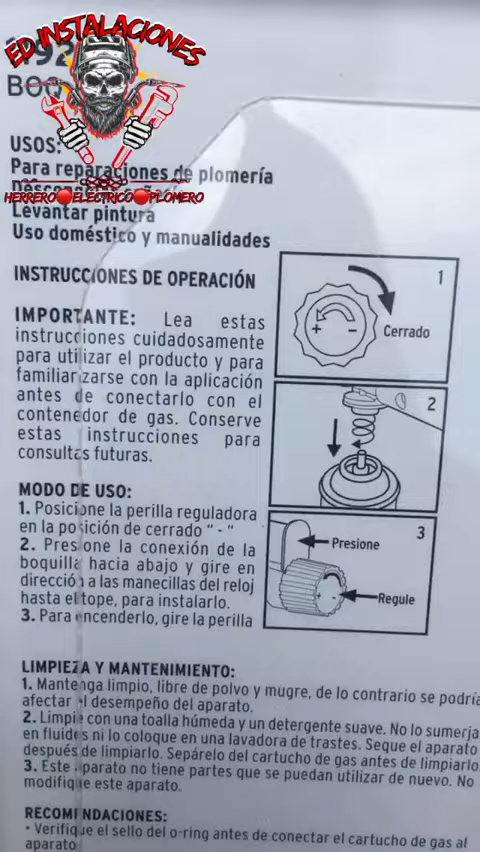 ED INSTALACIONES
92
BOQ
HERRERO ELECTRICO PLOMERO
USOS:
Para reparaciones de plomería
Levantar pintura
Uso doméstico y manualidades
INSTRUCCIONES DE OPERACIÓN
IMPORTANTE: Lea estas
instrucciones cuidadosamente
para utilizar el producto y para
familiarizarse con la aplicación
antes de conectarlo con el
contenedor de gas. Conserve
estas instrucciones para
consultas futuras.
MODO DE USO:
1. Posicione la perilla reguladora
en la posición de cerrado " - "
2. Presione la conexión de la
boquilla hacia abajo y gire en
dirección a las manecillas del reloj
hasta el tope, para instalarlo.
3. Para encenderlo, gire la perilla
1
+ -
Cerrado
2
3
Presione
Regule
LIMPIEZA Y MANTENIMIENTO:
1. Mantenga limpio, libre de polvo y mugre, de lo contrario se podría
afectar el desempeño del aparato.
2. Limpie con una toalla húmeda y un detergente suave. No lo sumerja
en fluidos ni lo coloque en una lavadora de trastes. Seque el aparato
después de limpiarlo. Sepárelo del cartucho de gas antes de limpiarlo.
3. Este aparato no tiene partes que se puedan utilizar de nuevo. No
modifique este aparato.
RECOMENDACIONES:
• Verifique el sello del o-ring antes de conectar el cartucho de gas al
aparato